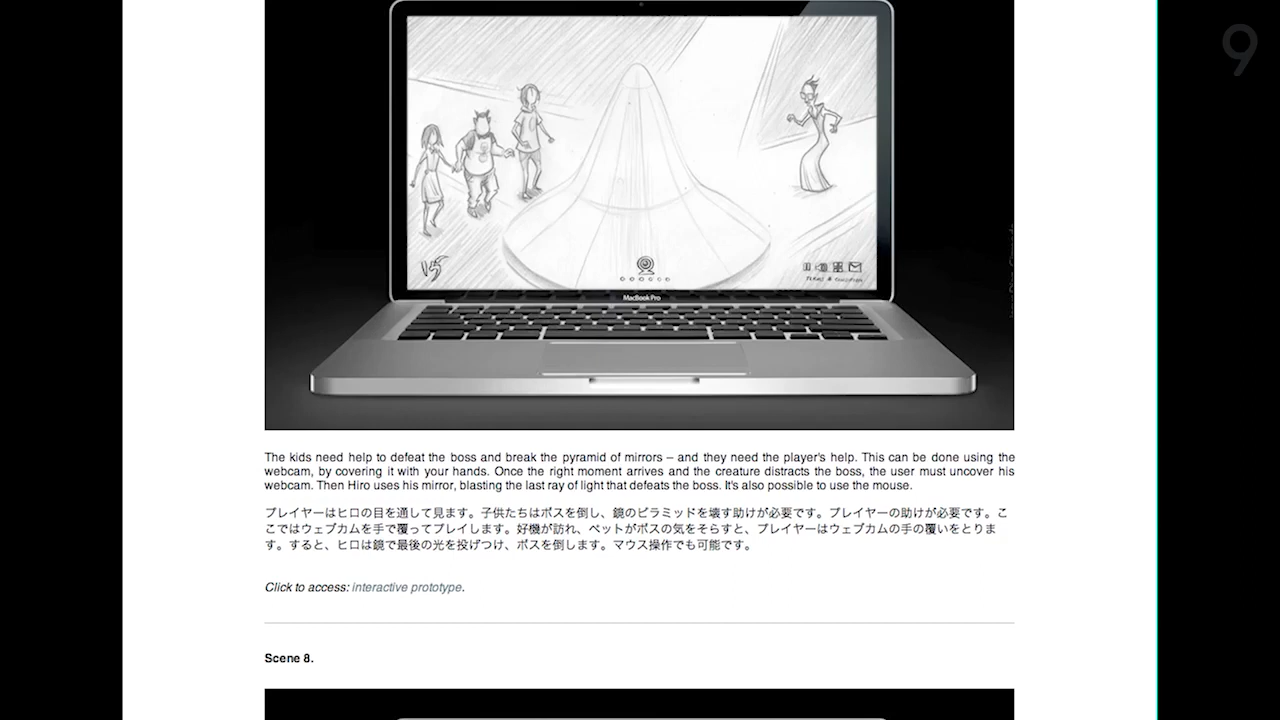 9
15
TERMS & CONDITION
MacBook Pro
The kids need help to defeat the boss and break the pyramid of mirrors – and they need the player's help. This can be done using the
webcam, by covering it with your hands. Once the right moment arrives and the creature distracts the boss, the user must uncover his
webcam. Then Hiro uses his mirror, blasting the last ray of light that defeats the boss. It's also possible to use the mouse.
プレイヤーはヒロの目を通して見ます。子供たちはボスを倒し、鏡のピラミッドを壊す助けが必要です。プレイヤーの助けが必要です。こ
こではウェブカムを手で覆ってプレイします。好機が訪れ、ペットがボスの気をそらすと、プレイヤーはウェブカムの手の覆いをとりま
す。すると、ヒロは鏡で最後の光を投げつけ、ボスを倒します。マウス操作でも可能です。
Click to access: interactive prototype.
Scene 8.